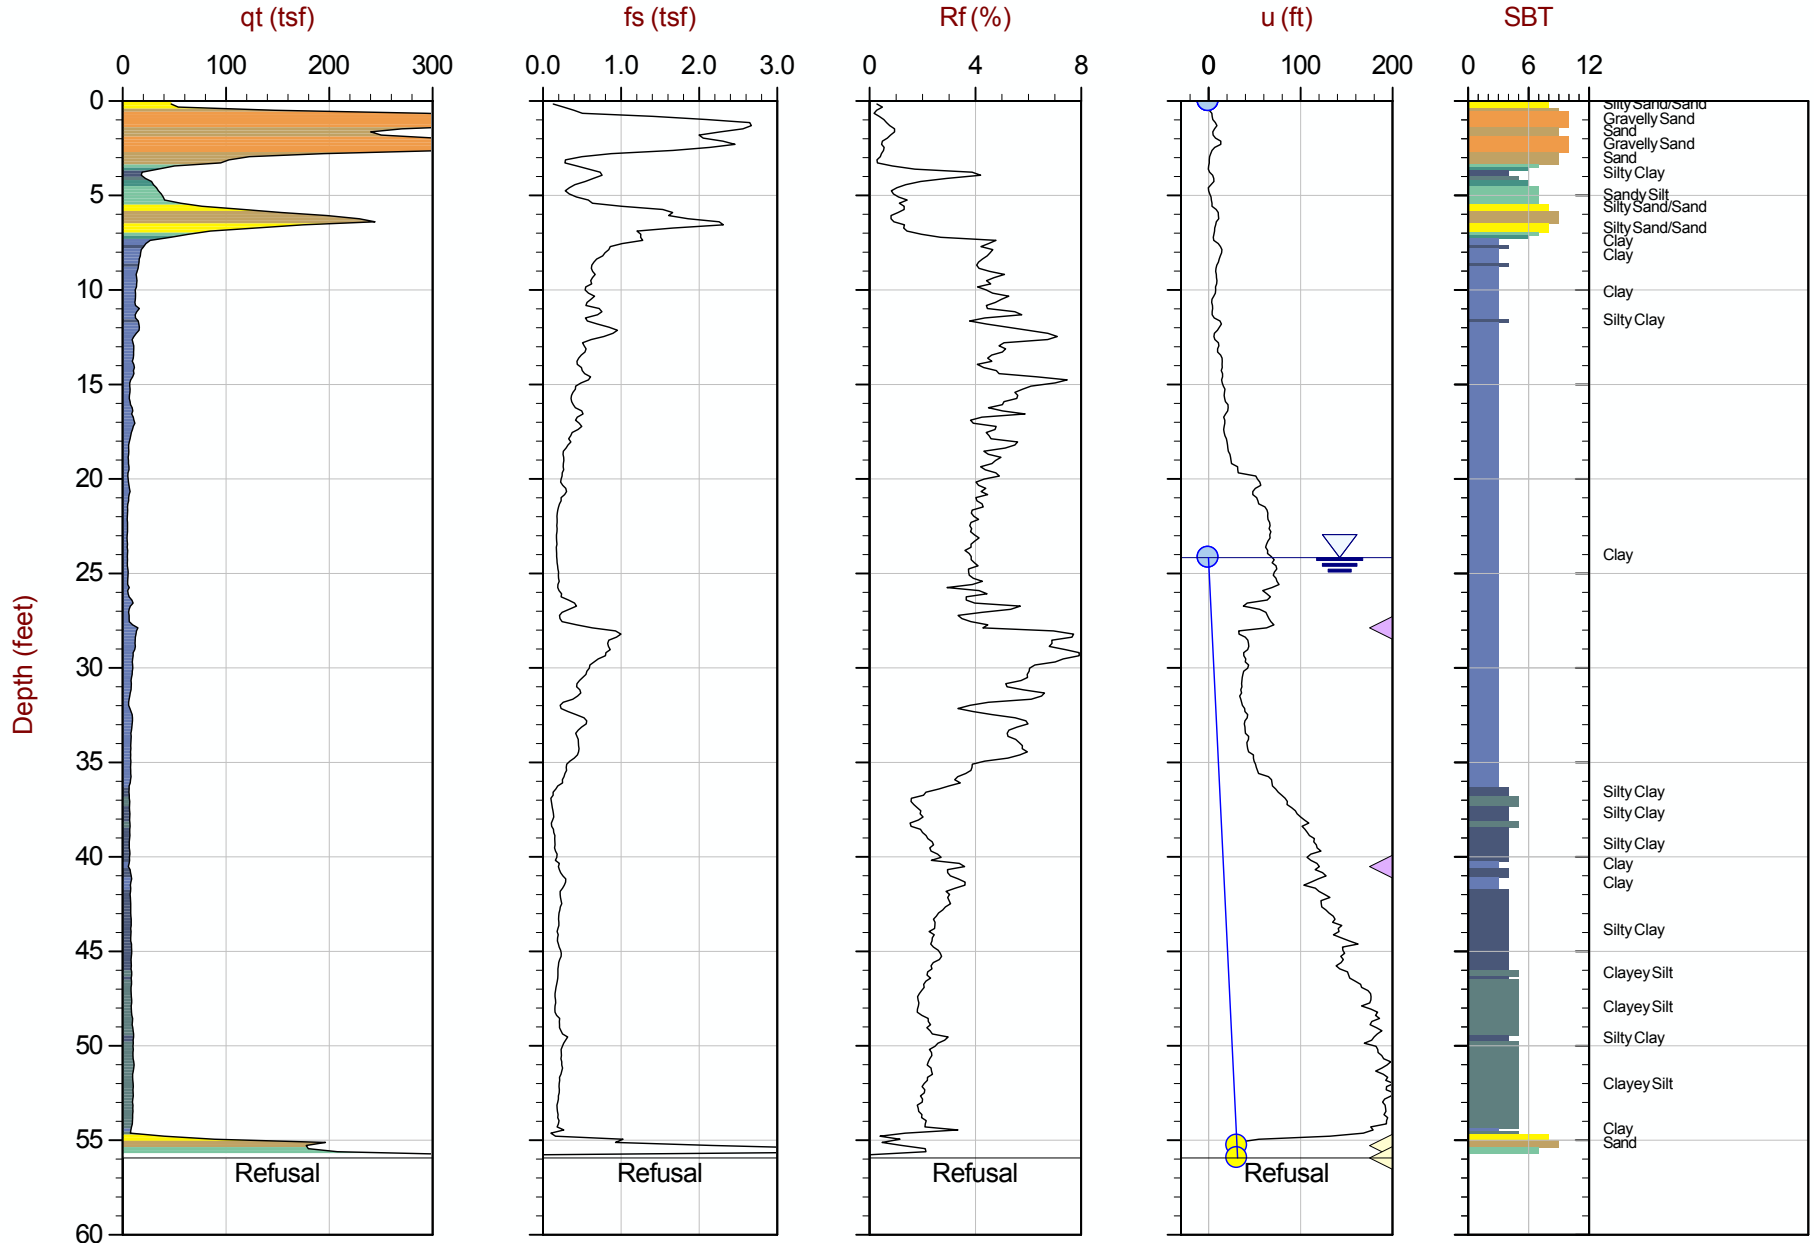 qt (tsf) fs (tsf) Rf (%) u (ft) SBT
0 100 200 300 0.0 1.0 2.0 3.0 0 4 8 0 100 200 0 6 12
0
Silty Sand/Sand
Gravelly Sand
Sand
Gravelly Sand
Sand
Silty Clay
5
Sandy Silt
Silty Sand/Sand
Silty Sand/Sand
Clay
Clay
10
Clay
Silty Clay
15
20
Clay
25
30
Depth (feet)
35
Silty Clay
Silty Clay
Silty Clay
40
Clay
Clay
Silty Clay
45
Clayey Silt
Clayey Silt
Silty Clay
50
Clayey Silt
Clay
55
Sand
Refusal Refusal Refusal Refusal
60